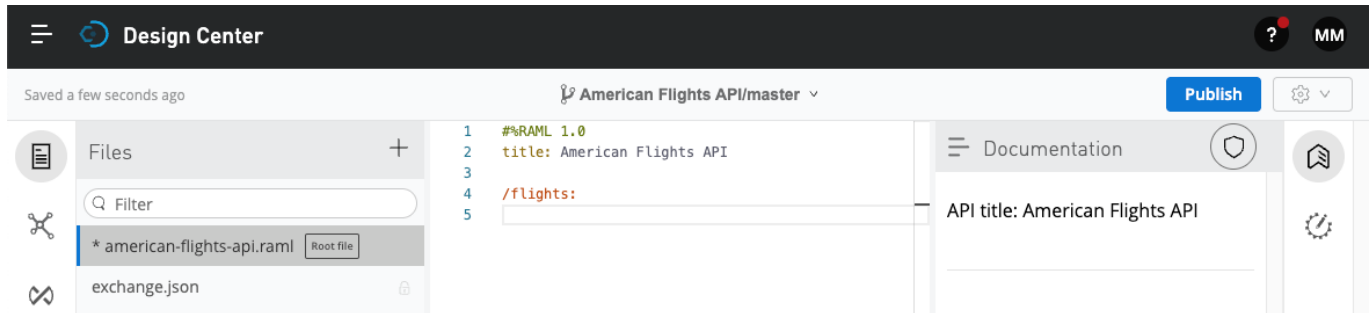 Design Center
?
MM
Saved a few seconds ago
American Flights API/master
Publish
Files
+
Filter
* american-flights-api.raml Root file
exchange.json
1 #%RAML 1.0
2 title: American Flights API
3
4 /flights:
5
Documentation
API title: American Flights API